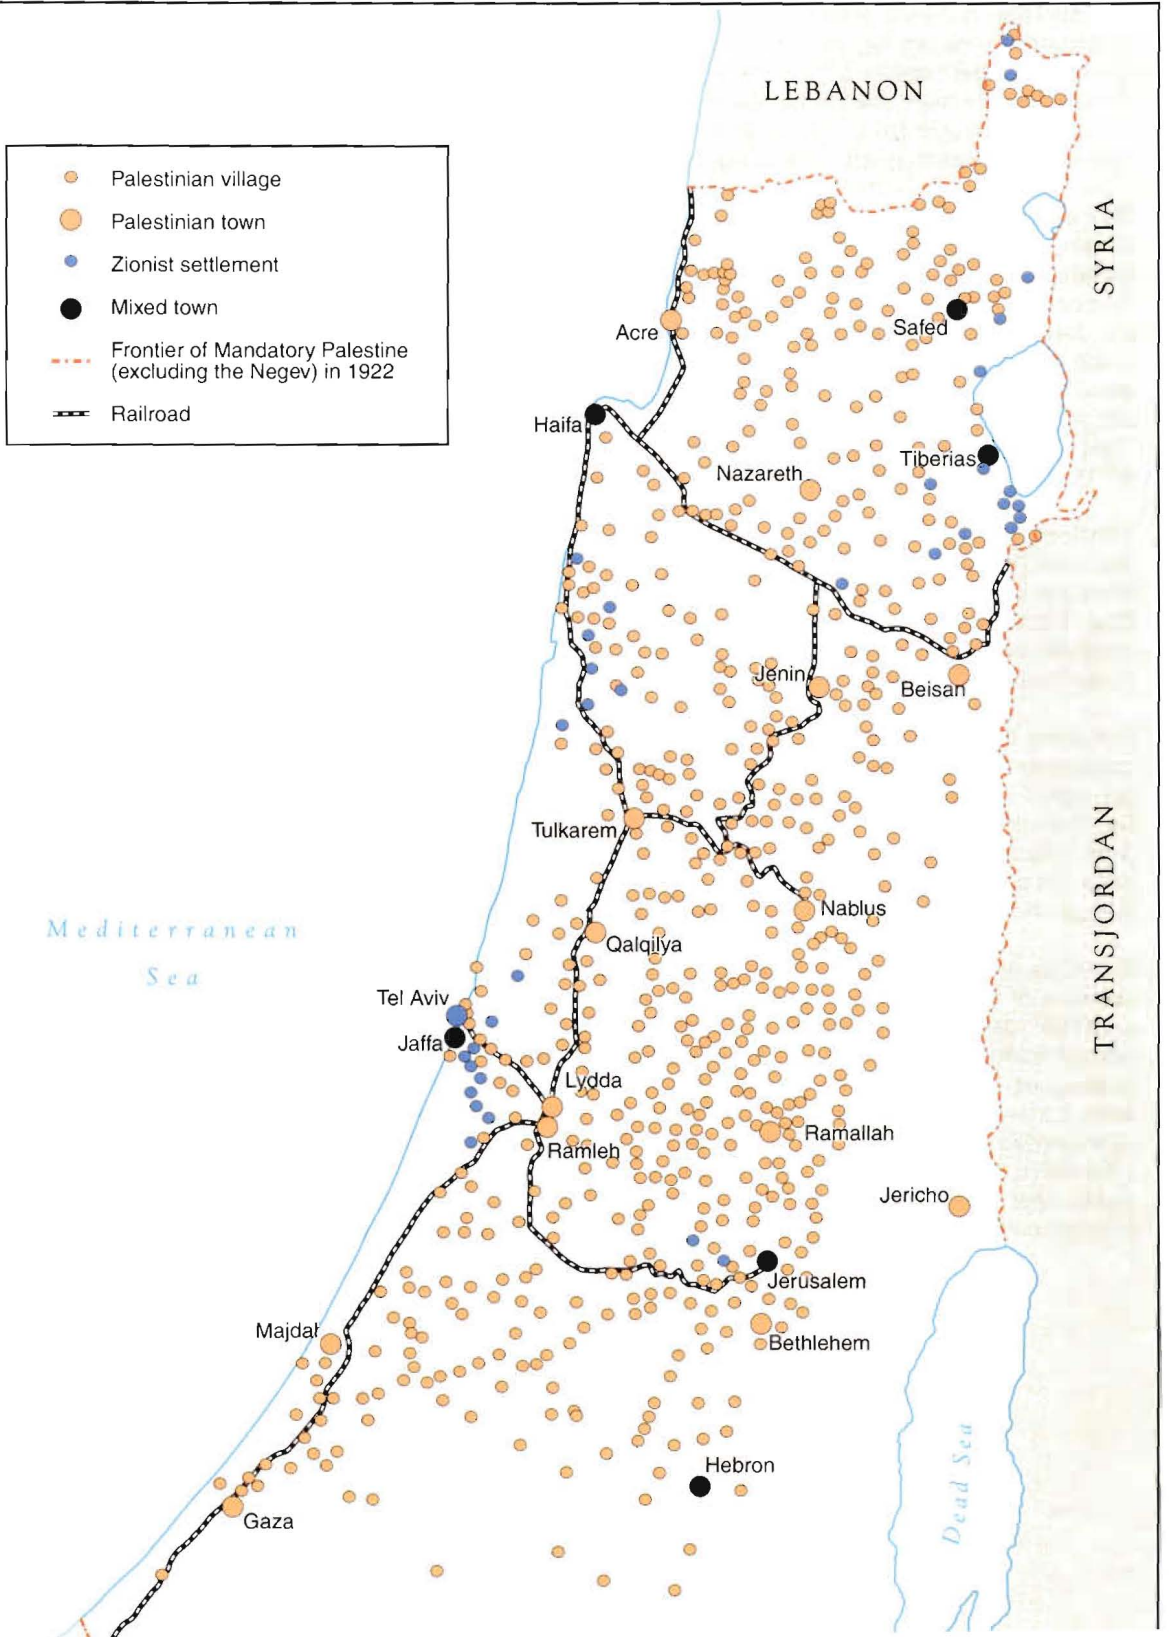 LEBANON
Palestinian village
Palestinian town
Zionist settlement
Mixed town
Frontier of Mandatory Palestine
(excluding the Negev) in 1922
Railroad
SYRIA
Acre
Safed
Haifa
Tiberias
Nazareth
Jenin
Beisan
TRANSJORDAN
Tulkarem
Nablus
Mediterranean
Sea
Qalqilya
Tel Aviv
Jaffa
Lydda
Ramallah
Ramleh
Jericho
Jerusalem
Majdal
Bethlehem
Dead Sea
Hebron
Gaza